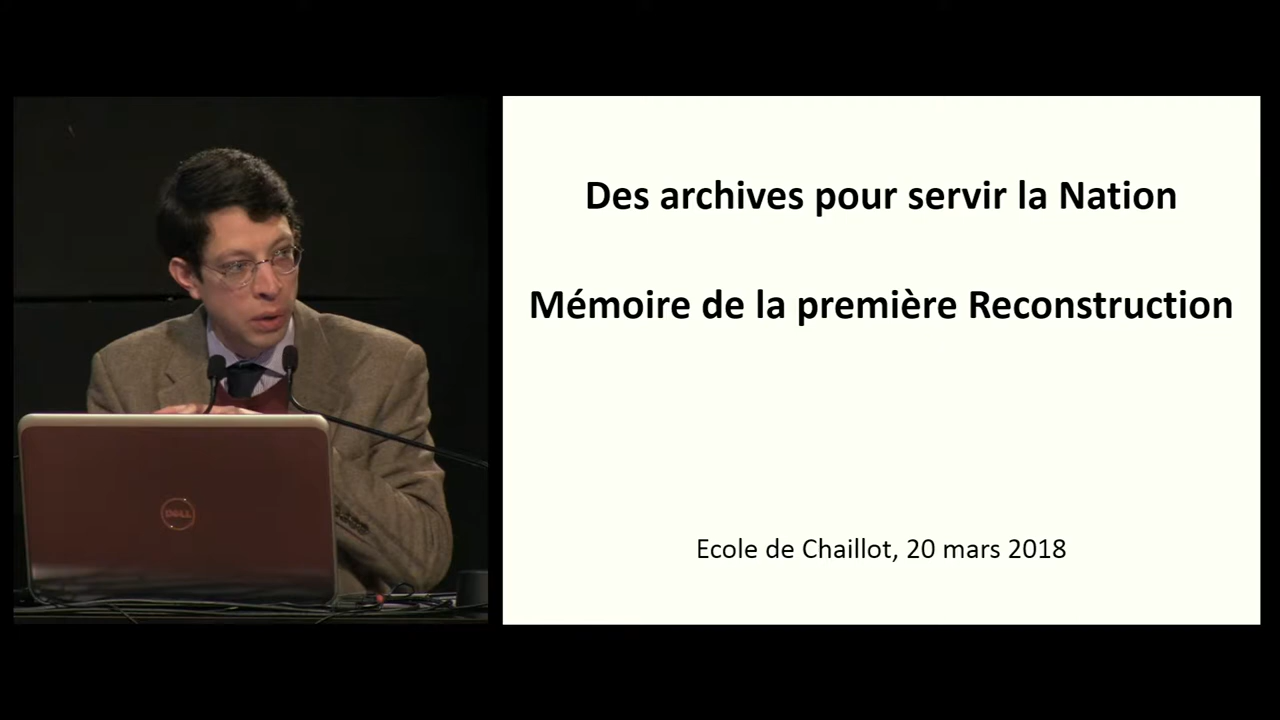 Des archives pour servir la Nation
Mémoire de la première Reconstruction
Ecole de Chaillot, 20 mars 2018
DELL